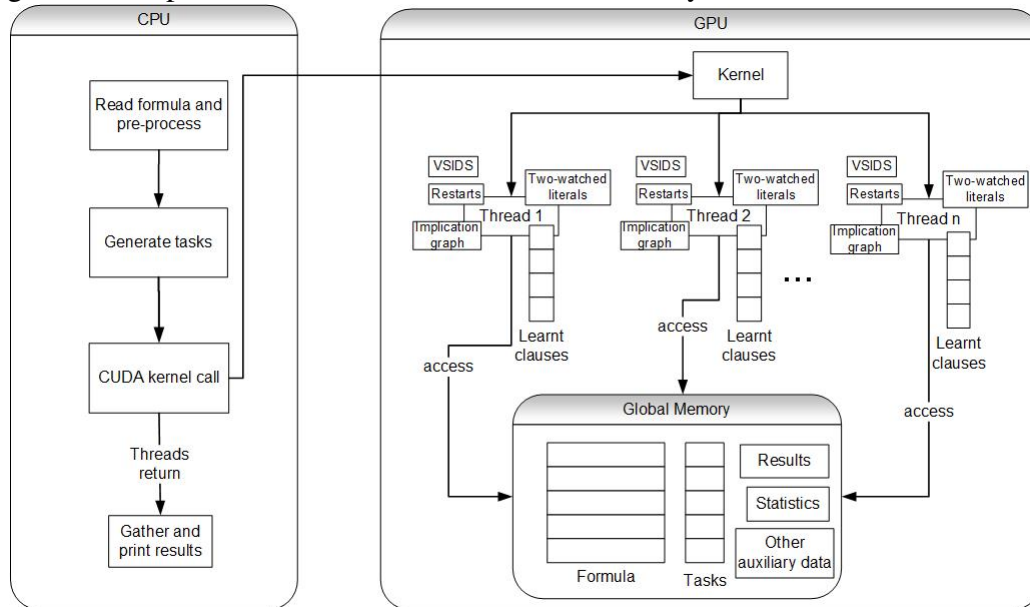 CPU
Read formula and
pre-process
Generate tasks
CUDA kernel call
Threads
return
Gather and
print results
GPU
Kernel
VSIDS
Restarts
Two-watched
literals
Thread 1
Implication
graph
Learnt
clauses
access
VSIDS
Restarts
Two-watched
literals
Thread 2
Implication
graph
Learnt
clauses
access
...
VSIDS
Restarts
Two-watched
literals
Thread n
Implication
graph
Learnt
clauses
access
Global Memory
Formula
Tasks
Results
Statistics
Other
auxiliary data